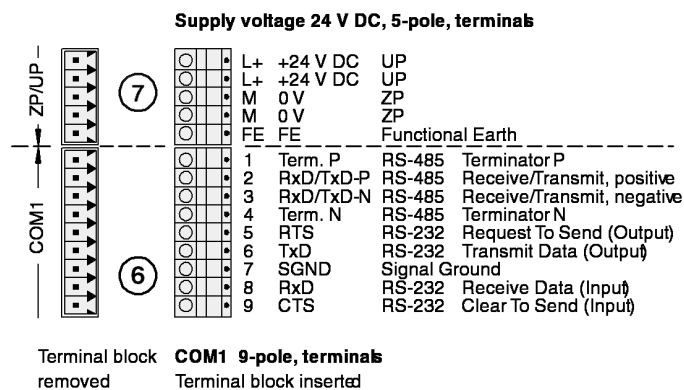 Supply voltage 24 V DC, 5-pole, terminals
ZP/UP
7
L+ +24 V DC UP
L+ +24 V DC UP
M 0 V ZP
M 0 V ZP
FE FE Functional Earth
COM1
6
1 Term. P RS-485 Terminator P
2 RxD/TxD-P RS-485 Receive/Transmit, positive
3 RxD/TxD-N RS-485 Receive/Transmit, negative
4 Term. N RS-485 Terminator N
5 RTS RS-232 Request To Send (Output)
6 TxD RS-232 Transmit Data (Output)
7 SGND Signal Ground
8 RxD RS-232 Receive Data (Input)
9 CTS RS-232 Clear To Send (Input)
Terminal block COM1 9-pole, terminals
removed Terminal block inserted